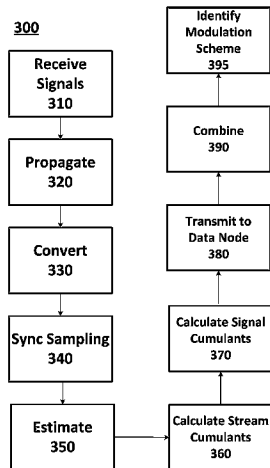 300
Receive
Signals
310
Propagate
320
Convert
330
Sync Sampling
340
Estimate
350
Calculate Stream
Cumulants
360
Calculate Signal
Cumulants
370
Transmit to
Data Node
380
Combine
390
Identify
Modulation
Scheme
395